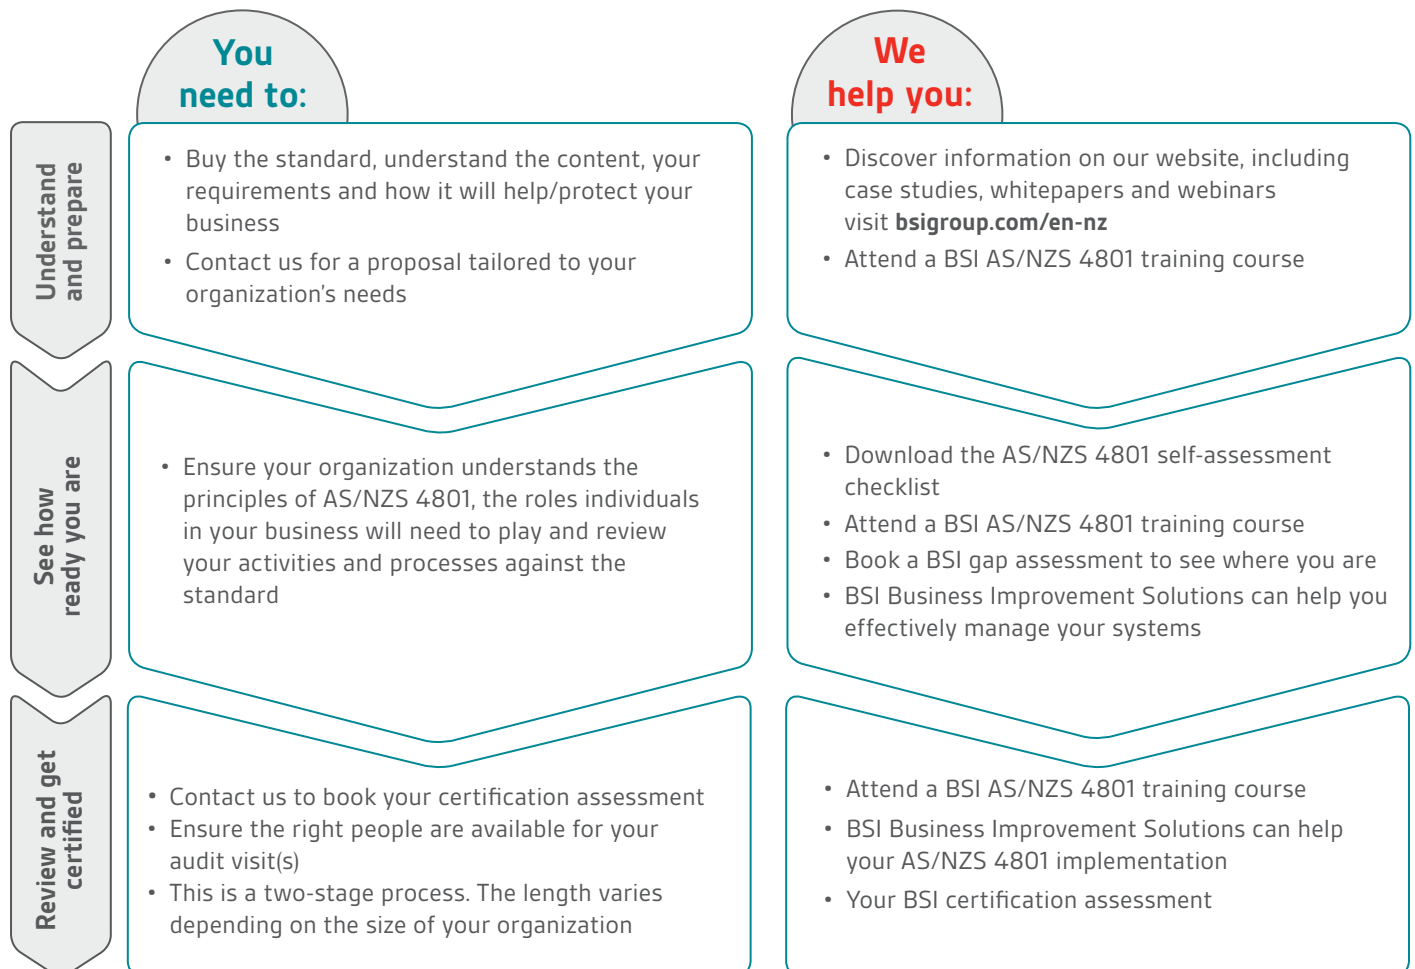 You
need to:
We
help you:
Understand
and prepare
• Buy the standard, understand the content, your
requirements and how it will help/protect your
business
• Contact us for a proposal tailored to your
organization's needs
• Discover information on our website, including
case studies, whitepapers and webinars
visit bsigroup.com/en-nz
• Attend a BSI AS/NZS 4801 training course
See how
ready you are
• Ensure your organization understands the
principles of AS/NZS 4801, the roles individuals
in your business will need to play and review
your activities and processes against the
standard
• Download the AS/NZS 4801 self-assessment
checklist
• Attend a BSI AS/NZS 4801 training course
• Book a BSI gap assessment to see where you are
• BSI Business Improvement Solutions can help you
effectively manage your systems
Review and get
certified
• Contact us to book your certification assessment
• Ensure the right people are available for your
audit visit(s)
• This is a two-stage process. The length varies
depending on the size of your organization
• Attend a BSI AS/NZS 4801 training course
• BSI Business Improvement Solutions can help
your AS/NZS 4801 implementation
• Your BSI certification assessment